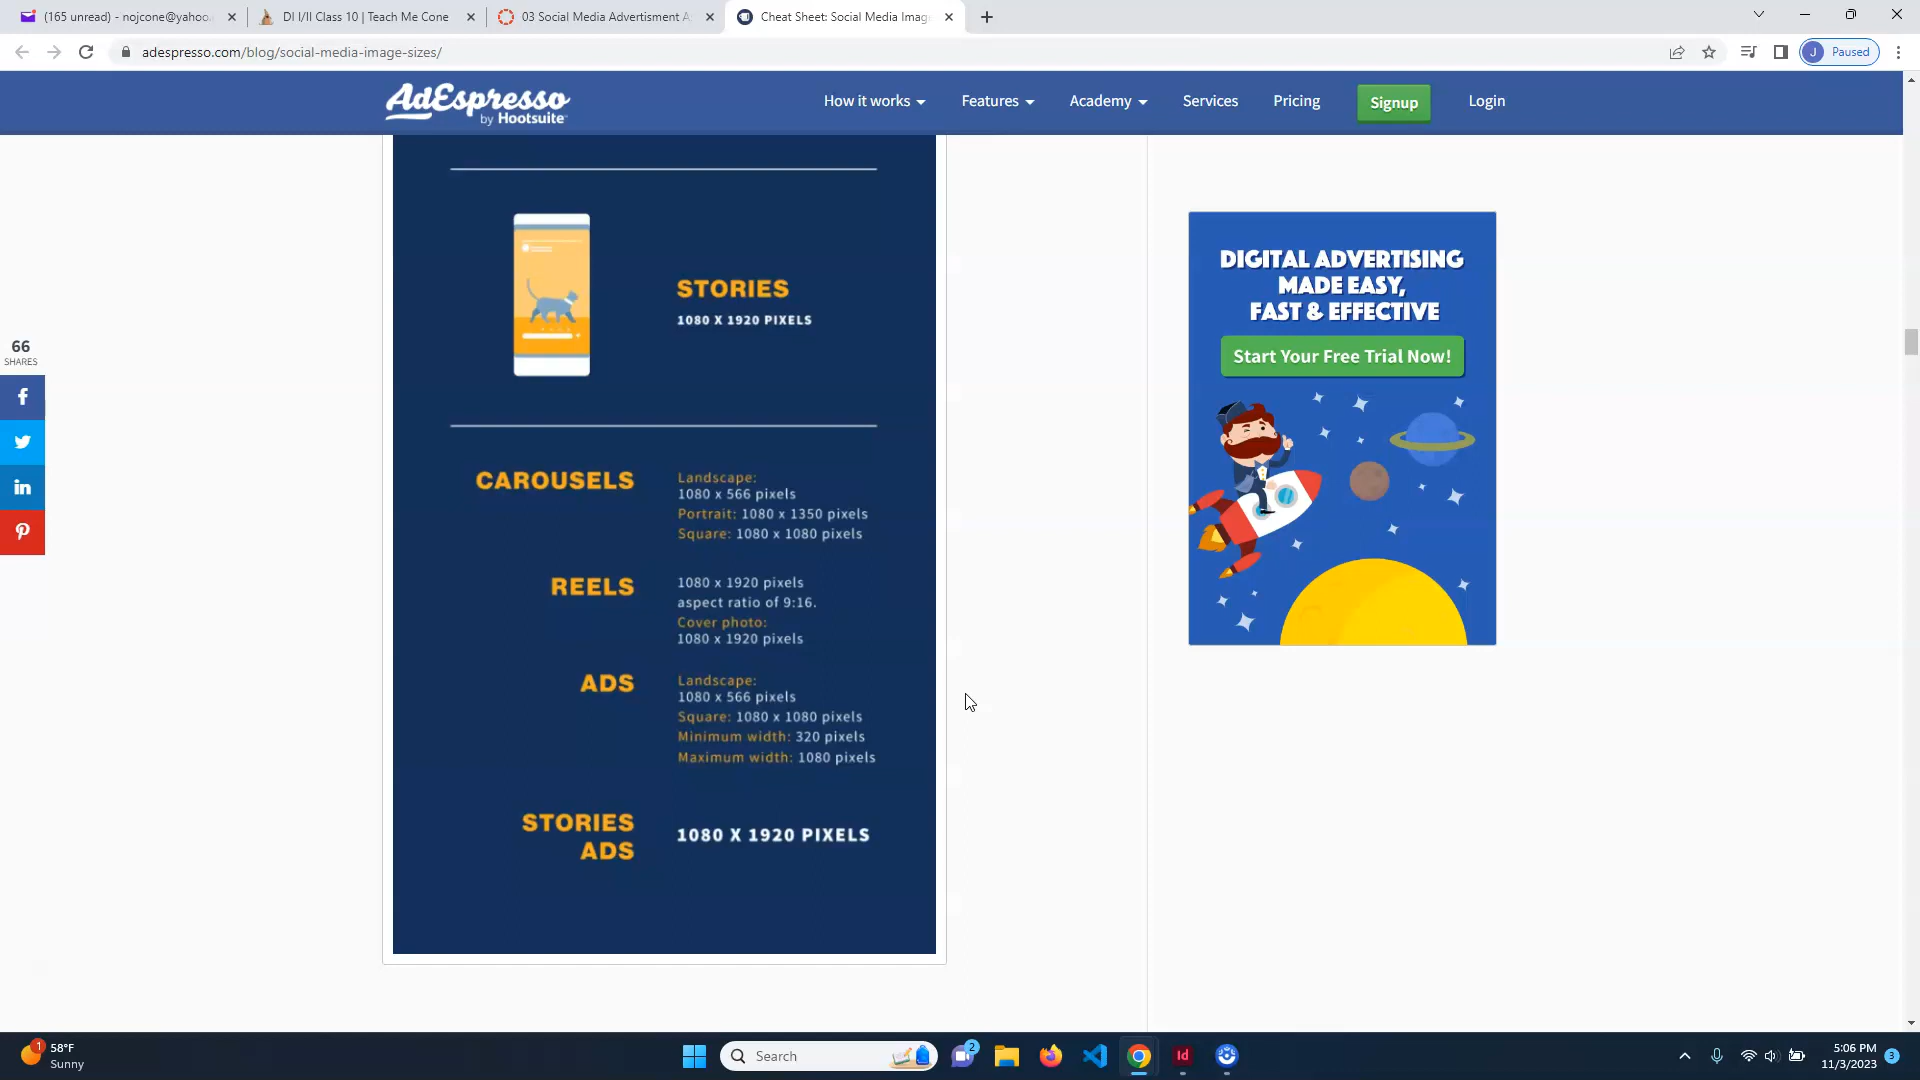 (165 unread) - nojcone@yahoo.
DI I/II Class 10 | Teach Me Cone
03 Social Media Advertisment A
Cheat Sheet: Social Media Imag
adespresso.com/blog/social-media-image-sizes/
J Paused
AdEspresso
by Hootsuite
How it works
Features
Academy
Services
Pricing
Signup
Login
STORIES
1080 X 1920 PIXELS
CAROUSELS
Landscape:
1080 x 566 pixels
Portrait: 1080 x 1350 pixels
Square: 1080 x 1080 pixels
REELS
1080 x 1920 pixels
aspect ratio of 9:16.
Cover photo:
1080 x 1920 pixels
ADS
Landscape:
1080 x 566 pixels
Square: 1080 x 1080 pixels
Minimum width: 320 pixels
Maximum width: 1080 pixels
STORIES
ADS
1080 X 1920 PIXELS
66
SHARES
DIGITAL ADVERTISING
MADE EASY,
FAST & EFFECTIVE
Start Your Free Trial Now!
1
58°F
Sunny
Search
2
Id
5:06 PM
11/3/2023
3